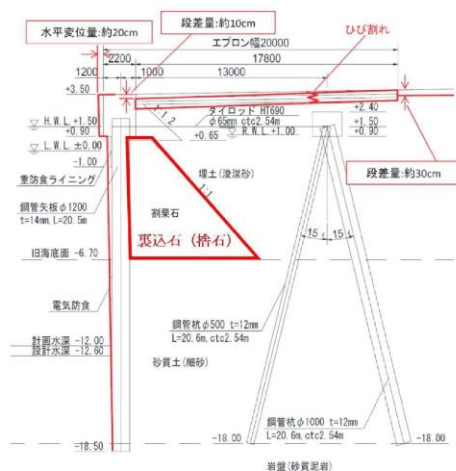 水平変位量:約20cm
段差量:約10cm
エプロン幅20000
ひび割れ
2200
17800
1200
1000
13000
+3.50
1:1.2
タイロッド HT690
φ65mm ctc2.54m
+2.40
H.W.L +1.50
+1.50
+0.90
+0.65
R.W.L +1.00
+0.90
L.W.L ±0.00
-1.00
段差量:約30cm
重防食ライニング
埋土(浚渫砂)
鋼管矢板φ1200
t=14mm, L=20.5m
1:1
割栗石
裏込石(捨石)
15
15
旧海底面 -6.70
鋼管杭φ500 t=12mm
L=20.6m, ctc2.54m
電気防食
計画水深 -12.00
設計水深 -12.60
砂質土(細砂)
鋼管杭φ1000 t=12mm
L=20.6m, ctc2.54m
-18.50
-18.00
-18.00
岩盤(砂質泥岩)